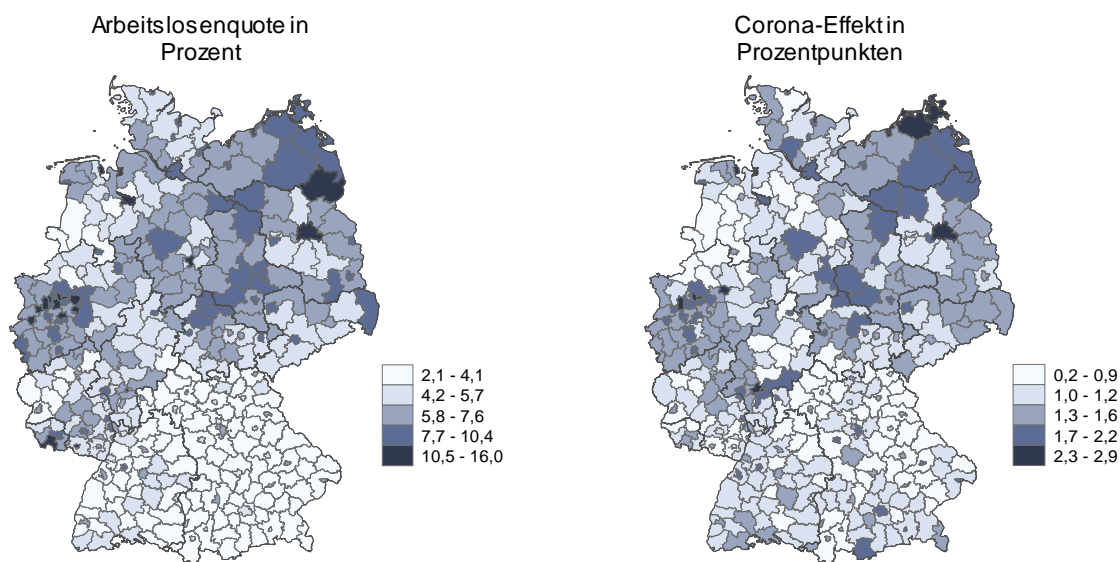 Arbeitslosenquote in
Prozent
2,1 - 4,1
4,2 - 5,7
5,8 - 7,6
7,7 - 10,4
10,5 - 16,0
Corona-Effekt in
Prozentpunkten
0,2 - 0,9
1,0 - 1,2
1,3 - 1,6
1,7 - 2,2
2,3 - 2,9